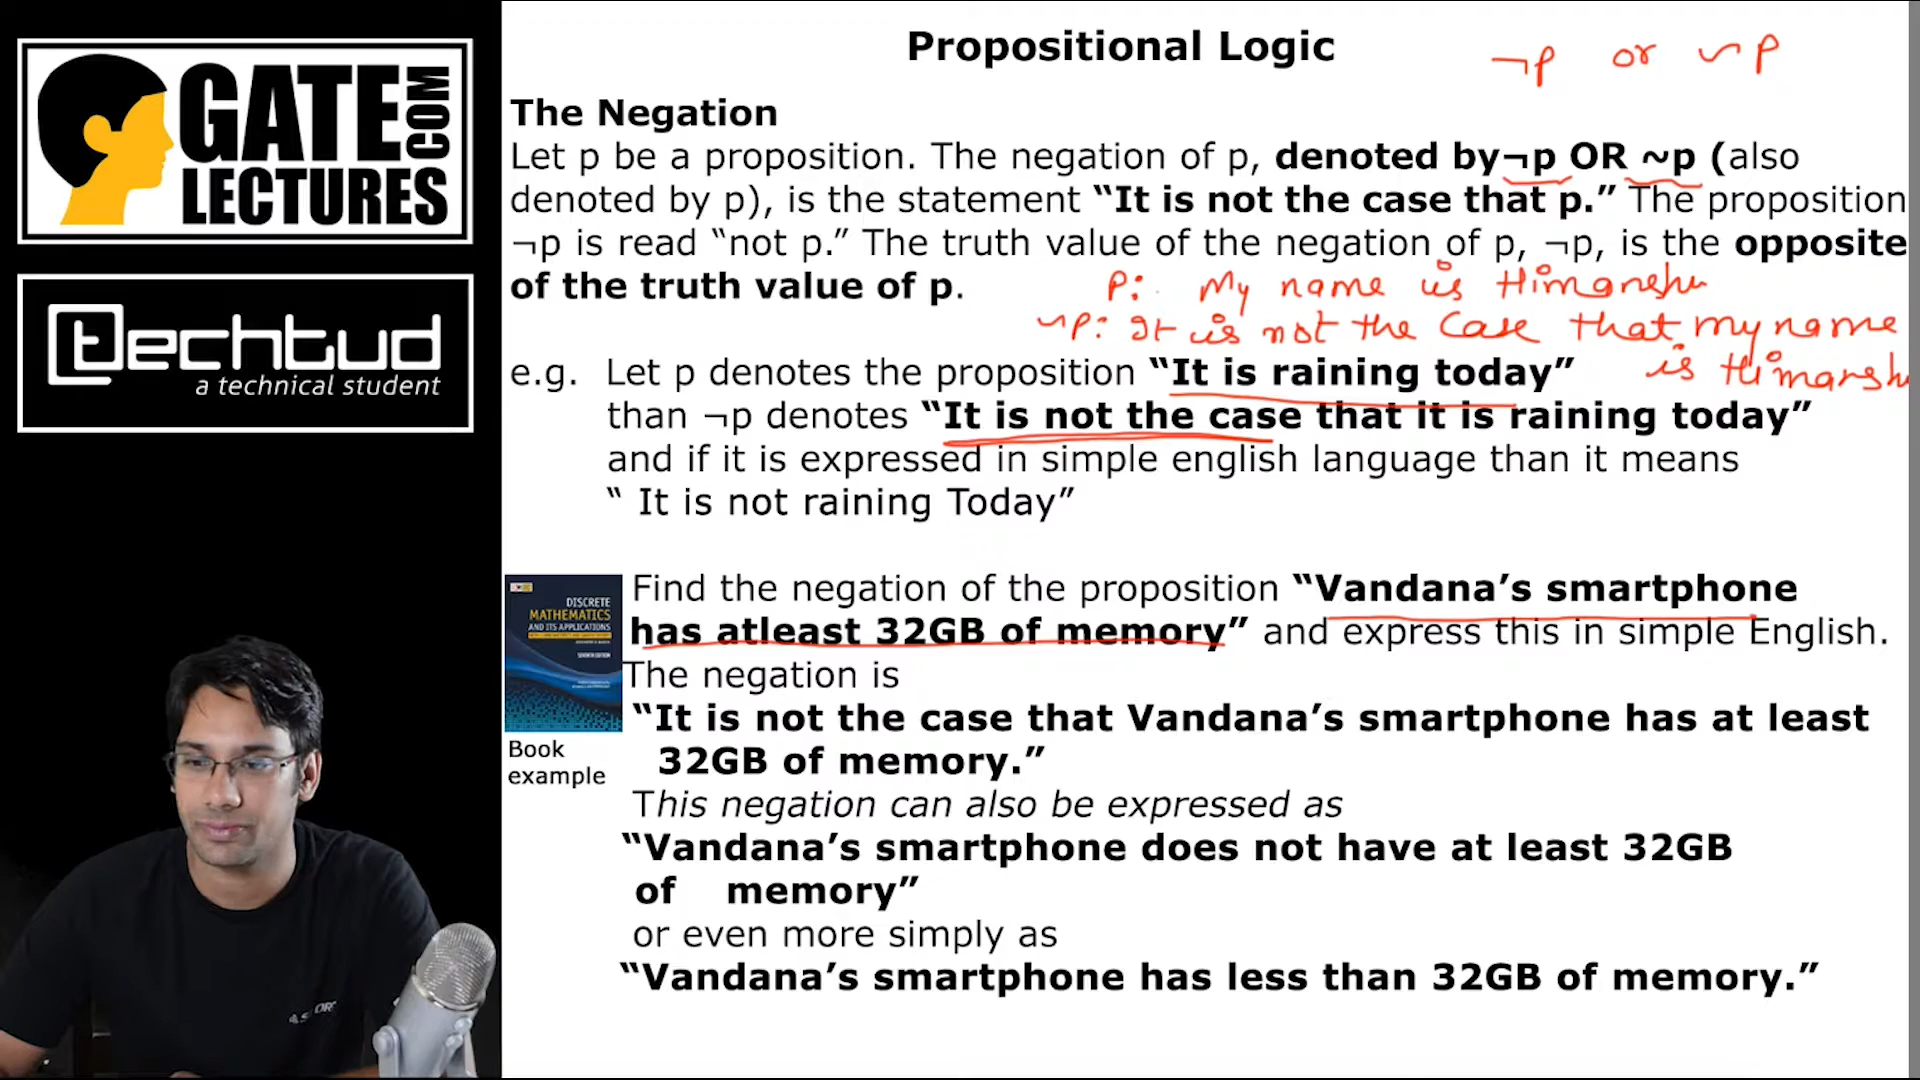 GATE
LECTURES
.COM
techtud
a technical student
Propositional Logic
¬p or ~p
The Negation
Let p be a proposition. The negation of p, denoted by¬p OR ~p (also
denoted by p), is the statement “It is not the case that p.” The proposition
¬p is read “not p.” The truth value of the negation of p, ¬p, is the opposite
of the truth value of p.
P: My name is Himanshu
~P: It is not the Case that my name
is Himanshu
e.g. Let p denotes the proposition “It is raining today”
than ¬p denotes “It is not the case that it is raining today”
and if it is expressed in simple english language than it means
“ It is not raining Today”
DISCRETE
MATHEMATICS
AND ITS APPLICATIONS
SEVENTH EDITION
Book
example
Find the negation of the proposition “Vandana’s smartphone
has atleast 32GB of memory” and express this in simple English.
The negation is
“It is not the case that Vandana’s smartphone has at least
32GB of memory.”
This negation can also be expressed as
“Vandana’s smartphone does not have at least 32GB
of memory”
or even more simply as
“Vandana’s smartphone has less than 32GB of memory.”